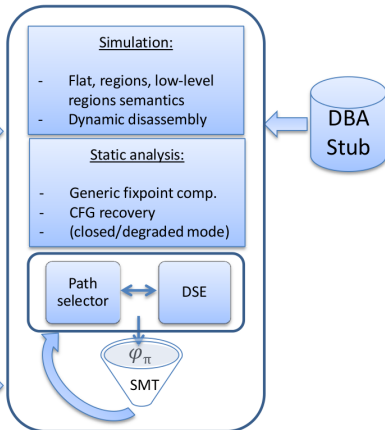 Simulation:
- Flat, regions, low-level
regions semantics
- Dynamic disassembly
DBA
Stub
Static analysis:
- Generic fixpoint comp.
- CFG recovery
- (closed/degraded mode)
Path
selector
DSE
φπ
SMT